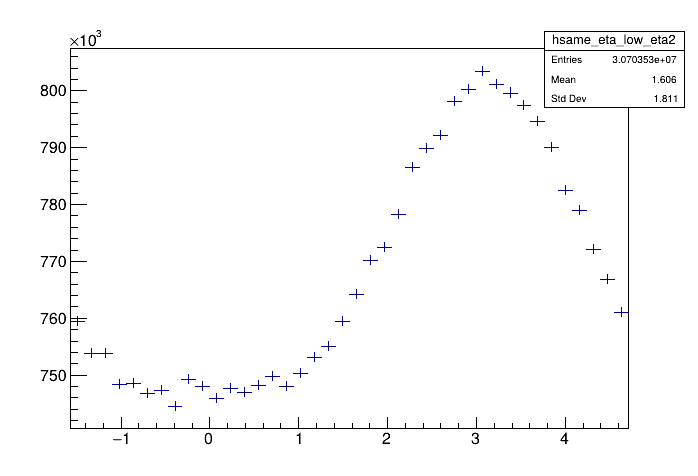 ×10³
hsame_eta_low_eta2
Entries 3.070353e+07
Mean 1.606
Std Dev 1.811
800
790
780
770
760
750
−1 0 1 2 3 4